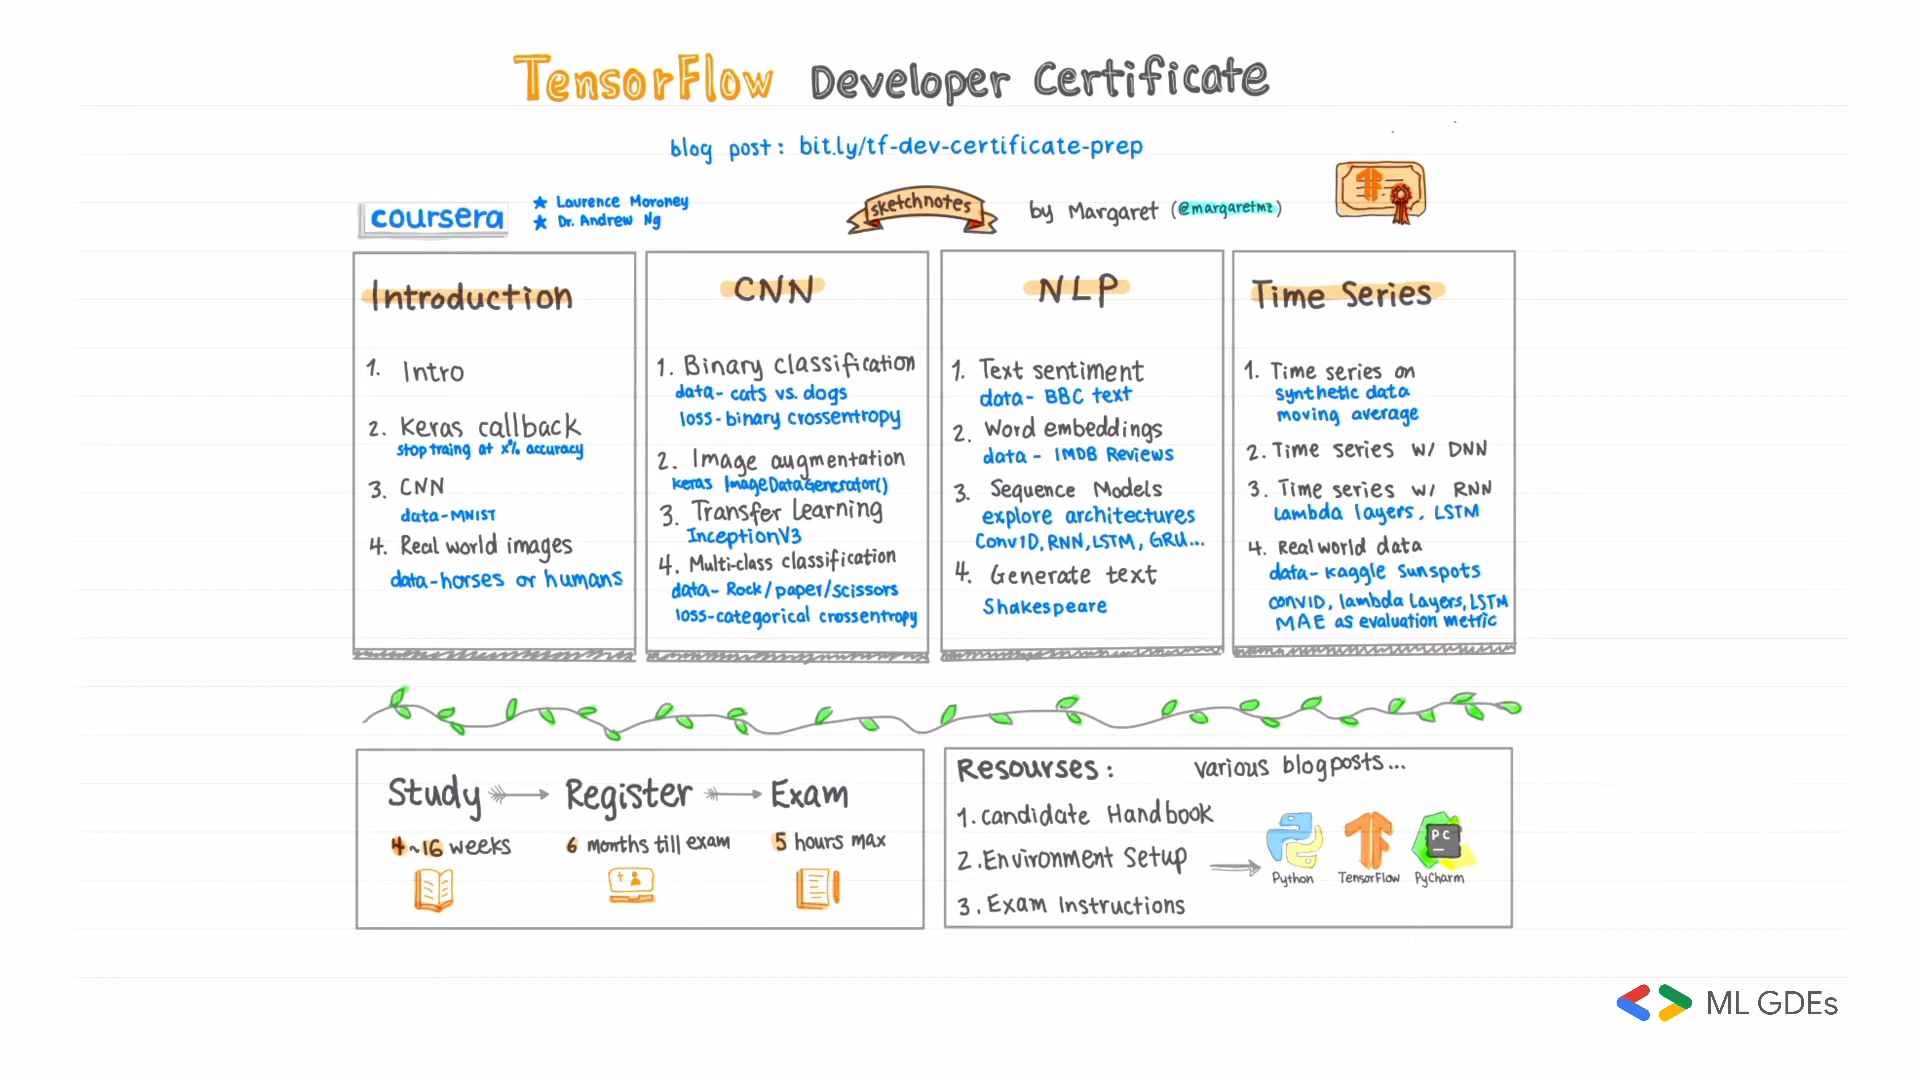 TensorFlow Developer Certificate
blog post: bit.ly/tf-dev-certificate-prep
coursera
★ Laurence Moroney
★ Dr. Andrew Ng
sketchnotes
by Margaret (@margaretmz)
Introduction
1. Intro
2. Keras callback
stop traing at x% accuracy
3. CNN
data-MNIST
4. Real world images
data-horses or humans
CNN
1. Binary classification
data- cats vs. dogs
loss-binary crossentropy
2. Image augmentation
keras ImageDataGenerator()
3. Transfer Learning
InceptionV3
4. Multi-class classification
data- Rock/paper/scissors
loss-categorical crossentropy
NLP
1. Text sentiment
data- BBC text
2. Word embeddings
data - IMDB Reviews
3. Sequence Models
explore architectures
Conv1D, RNN, LSTM, GRU...
4. Generate text
Shakespeare
Time Series
1. Time series on
synthetic data
moving average
2. Time series w/ DNN
3. Time series w/ RNN
Lambda layers, LSTM
4. Real world data
data- kaggle sunspots
conv1D, lambda layers, LSTM
MAE as evaluation metric
Study
4~16 weeks
Register
6 months till exam
Exam
5 hours max
Resourses: various blogposts...
1. Candidate Handbook
2. Environment Setup
3. Exam Instructions
PC
Python
TensorFlow
PyCharm
ML GDEs